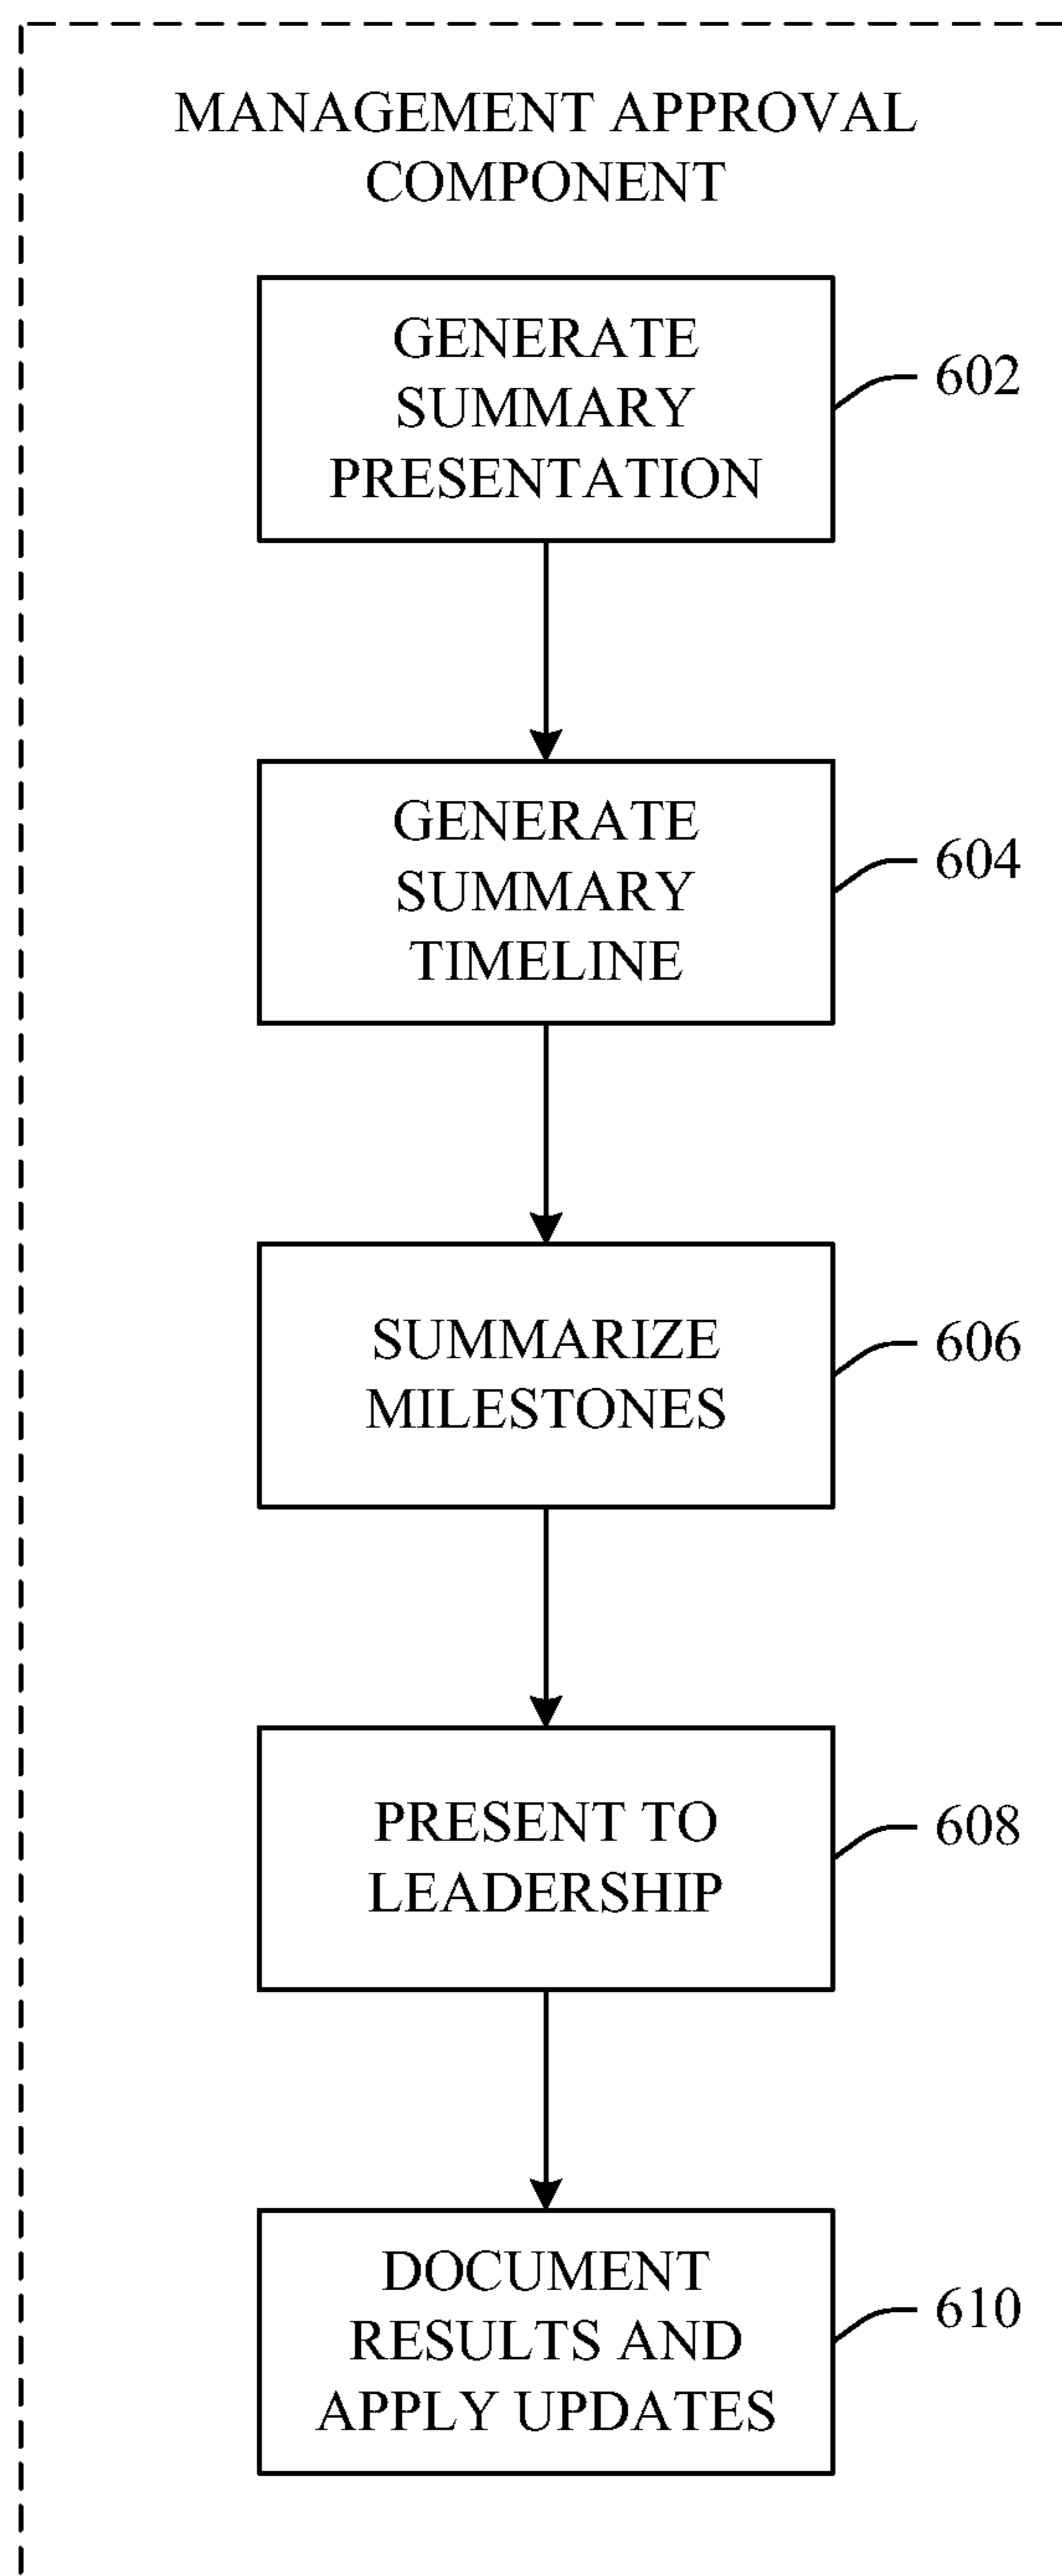 MANAGEMENT APPROVAL
COMPONENT
GENERATE
SUMMARY
PRESENTATION
602
GENERATE
SUMMARY
TIMELINE
604
SUMMARIZE
MILESTONES
606
PRESENT TO
LEADERSHIP
608
DOCUMENT
RESULTS AND
APPLY UPDATES
610